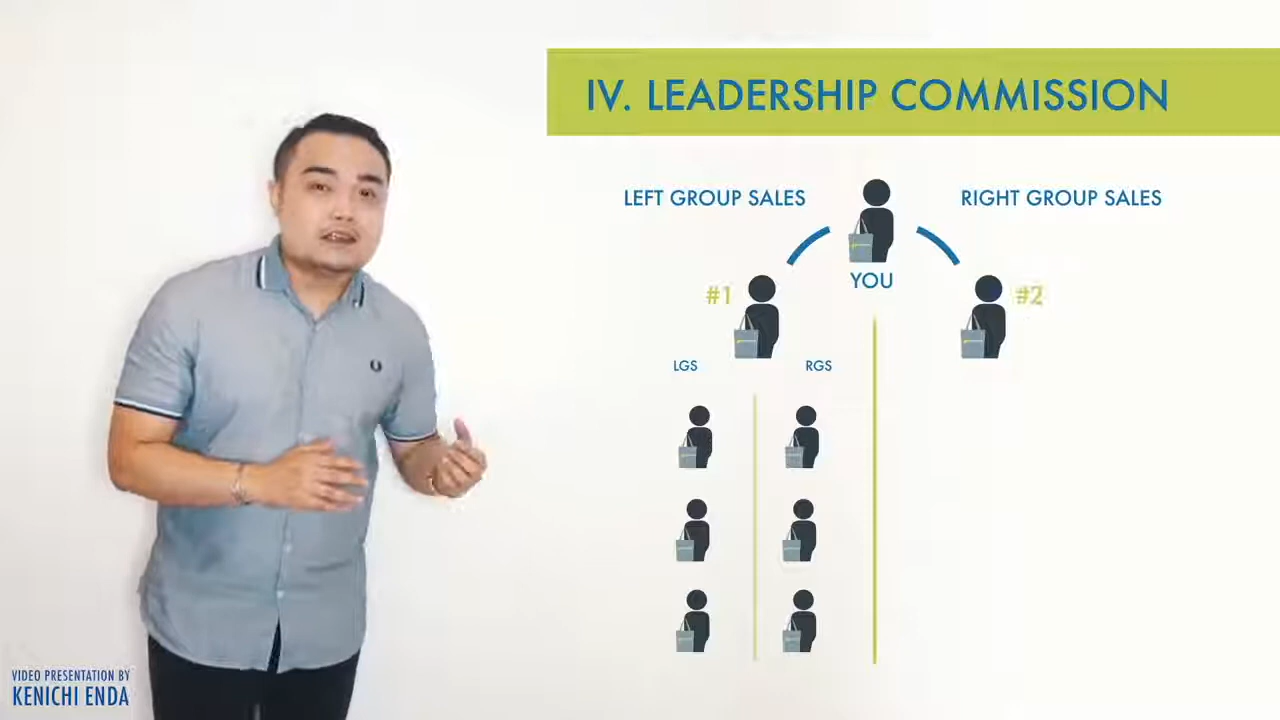 IV. LEADERSHIP COMMISSION
LEFT GROUP SALES
RIGHT GROUP SALES
YOU
#1
#2
LGS
RGS
VIDEO PRESENTATION BY
KENICHI ENDA